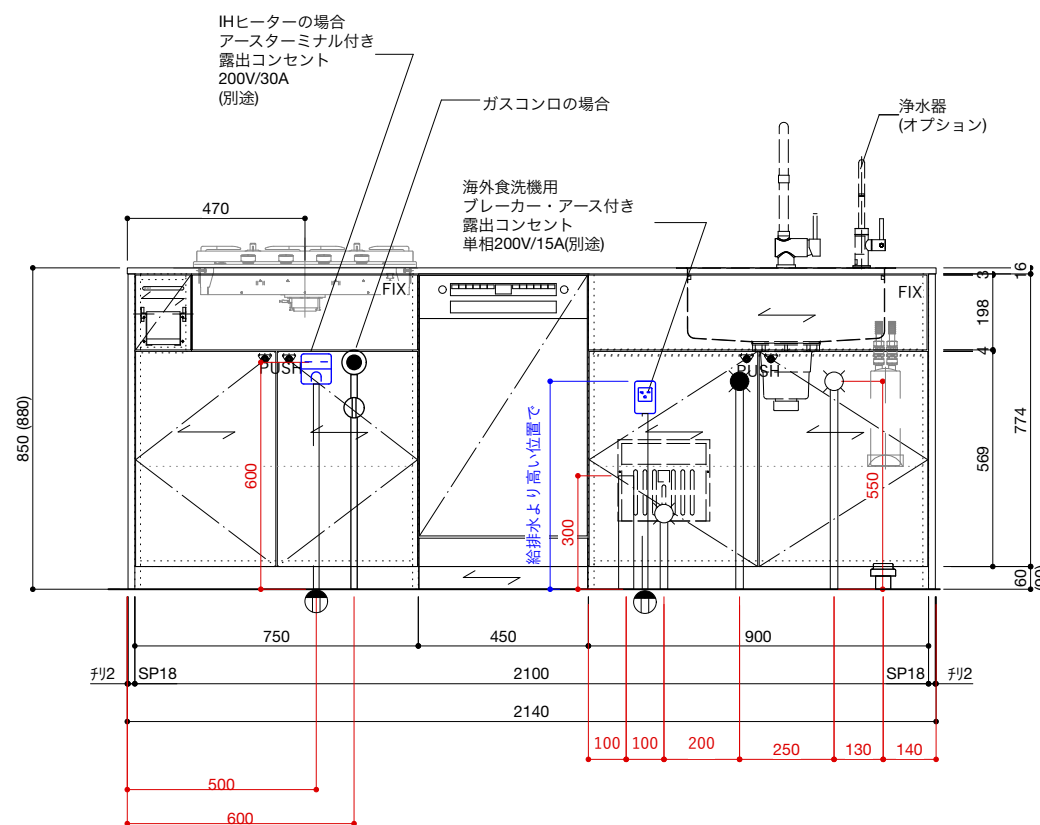 IHヒーターの場合
アースターミナル付き
露出コンセント
200V/30A
(別途)
ガスコンロの場合
浄水器
(オプション)
海外食洗機用
ブレーカー・アース付き
露出コンセント
単相200V/15A(別途)
470
FIX
FIX
16
3
198
4
PUSH
PUSH
850 (880)
600
給排水より高い位置で
300
550
569
774
60
(90)
750
450
900
チリ2
SP18
2100
SP18
チリ2
2140
100
100
200
250
130
140
500
600